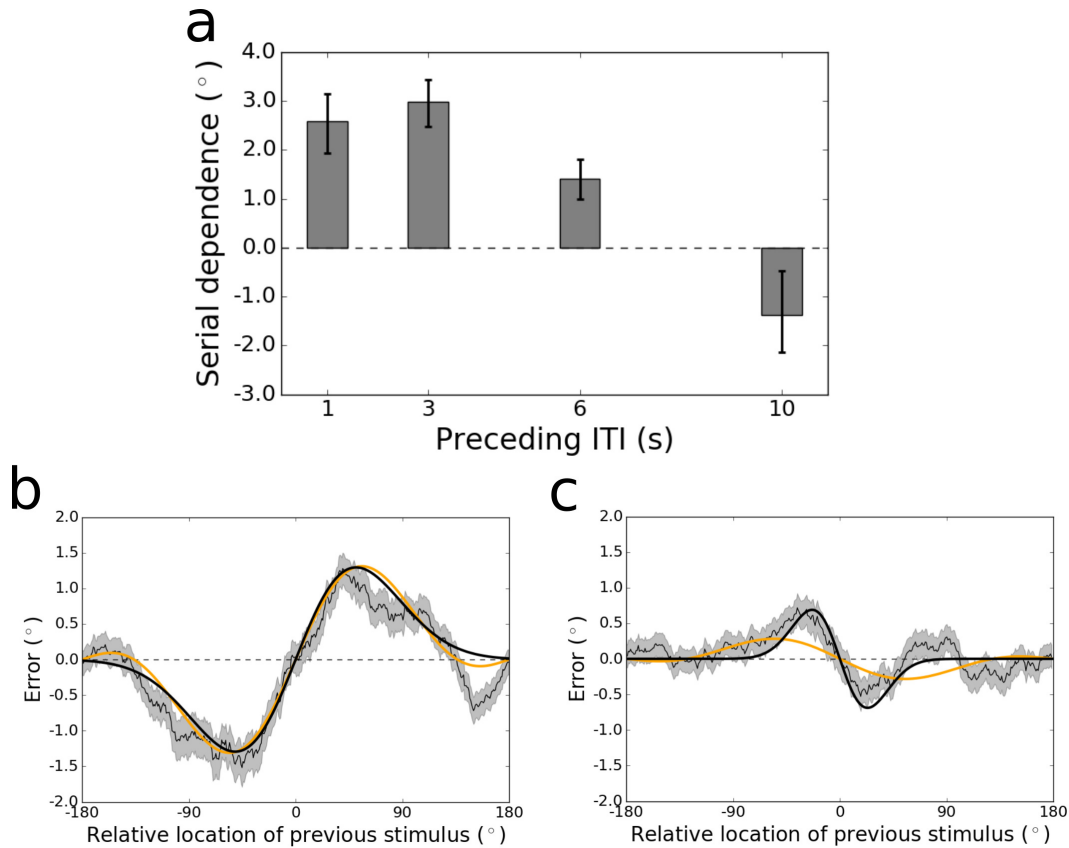 a
Serial dependence (°)
4.0
3.0
2.0
1.0
0.0
-1.0
-2.0
-3.0
1 3 6 10
Preceding ITI (s)
b
Error (°)
2.0
1.5
1.0
0.5
0.0
-0.5
-1.0
-1.5
-2.0
-180 -90 0 90 180
Relative location of previous stimulus (°)
c
Error (°)
2.0
1.5
1.0
0.5
0.0
-0.5
-1.0
-1.5
-2.0
-180 -90 0 90 180
Relative location of previous stimulus (°)